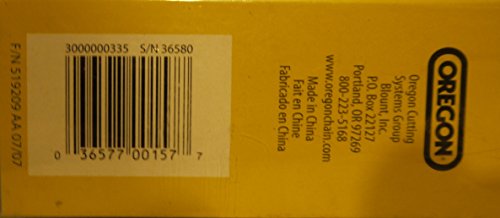 3000000335 S/N 36580
0 36577 00157 7
F/N 519209 AA 07/07
OREGON
Oregon Cutting
Systems Group
Blount, Inc.
P.O. Box 22127
Portland, OR 97269
800-223-5168
www.oregonchain.com
Made in China
Fait en Chine
Fabricado en China